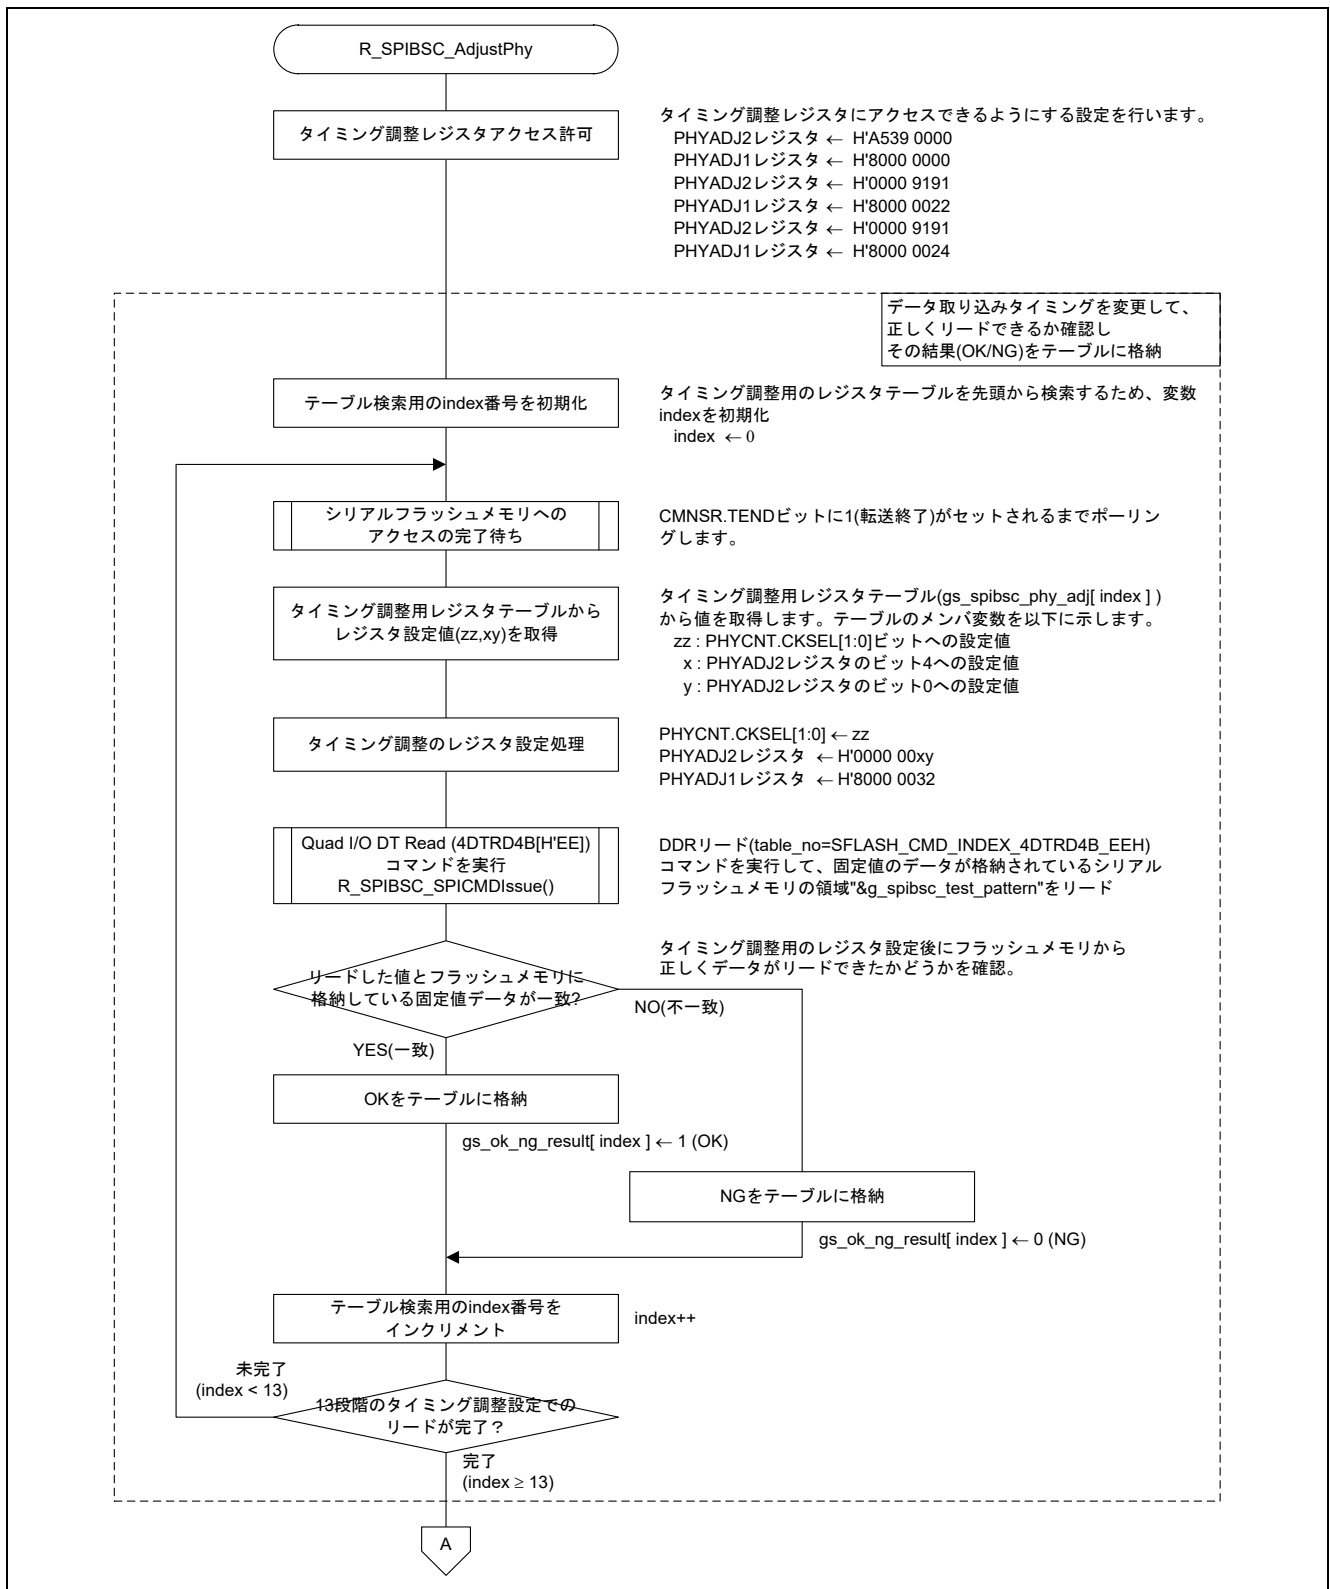 R_SPIBSC_AdjustPhy
タイミング調整レジスタアクセス許可
タイミング調整レジスタにアクセスできるようにする設定を行います。
PHYADJ2レジスタ ← H'A539 0000
PHYADJ1レジスタ ← H'8000 0000
PHYADJ2レジスタ ← H'0000 9191
PHYADJ1レジスタ ← H'8000 0022
PHYADJ2レジスタ ← H'0000 9191
PHYADJ1レジスタ ← H'8000 0024
データ取り込みタイミングを変更して、
正しくリードできるか確認し
その結果(OK/NG)をテーブルに格納
テーブル検索用のindex番号を初期化
タイミング調整用のレジスタテーブルを先頭から検索するため、変数
indexを初期化
index ← 0
シリアルフラッシュメモリへの
アクセスの完了待ち
CMNSR.TENDビットに1(転送終了)がセットされるまでポーリン
グします。
タイミング調整用レジスタテーブルから
レジスタ設定値(zz,xy)を取得
タイミング調整用レジスタテーブル(gs_spibsc_phy_adj[ index ] )
から値を取得します。テーブルのメンバ変数を以下に示します。
zz : PHYCNT.CKSEL[1:0]ビットへの設定値
x : PHYADJ2レジスタのビット4への設定値
y : PHYADJ2レジスタのビット0への設定値
タイミング調整のレジスタ設定処理
PHYCNT.CKSEL[1:0] ← zz
PHYADJ2レジスタ ← H'0000 00xy
PHYADJ1レジスタ ← H'8000 0032
Quad I/O DT Read (4DTRD4B[H'EE])
コマンドを実行
R_SPIBSC_SPICMDIssue()
DDRリード(table_no=SFLASH_CMD_INDEX_4DTRD4B_EEH)
コマンドを実行して、固定値のデータが格納されているシリアル
フラッシュメモリの領域"&g_spibsc_test_pattern"をリード
タイミング調整用のレジスタ設定後にフラッシュメモリから
正しくデータがリードできたかどうかを確認。
リードした値とフラッシュメモリに
格納している固定値データが一致?
NO(不一致)
YES(一致)
OKをテーブルに格納
gs_ok_ng_result[ index ] ← 1 (OK)
NGをテーブルに格納
gs_ok_ng_result[ index ] ← 0 (NG)
テーブル検索用のindex番号を
インクリメント
index++
未完了
(index < 13)
13段階のタイミング調整設定での
リードが完了？
完了
(index ≥ 13)
A